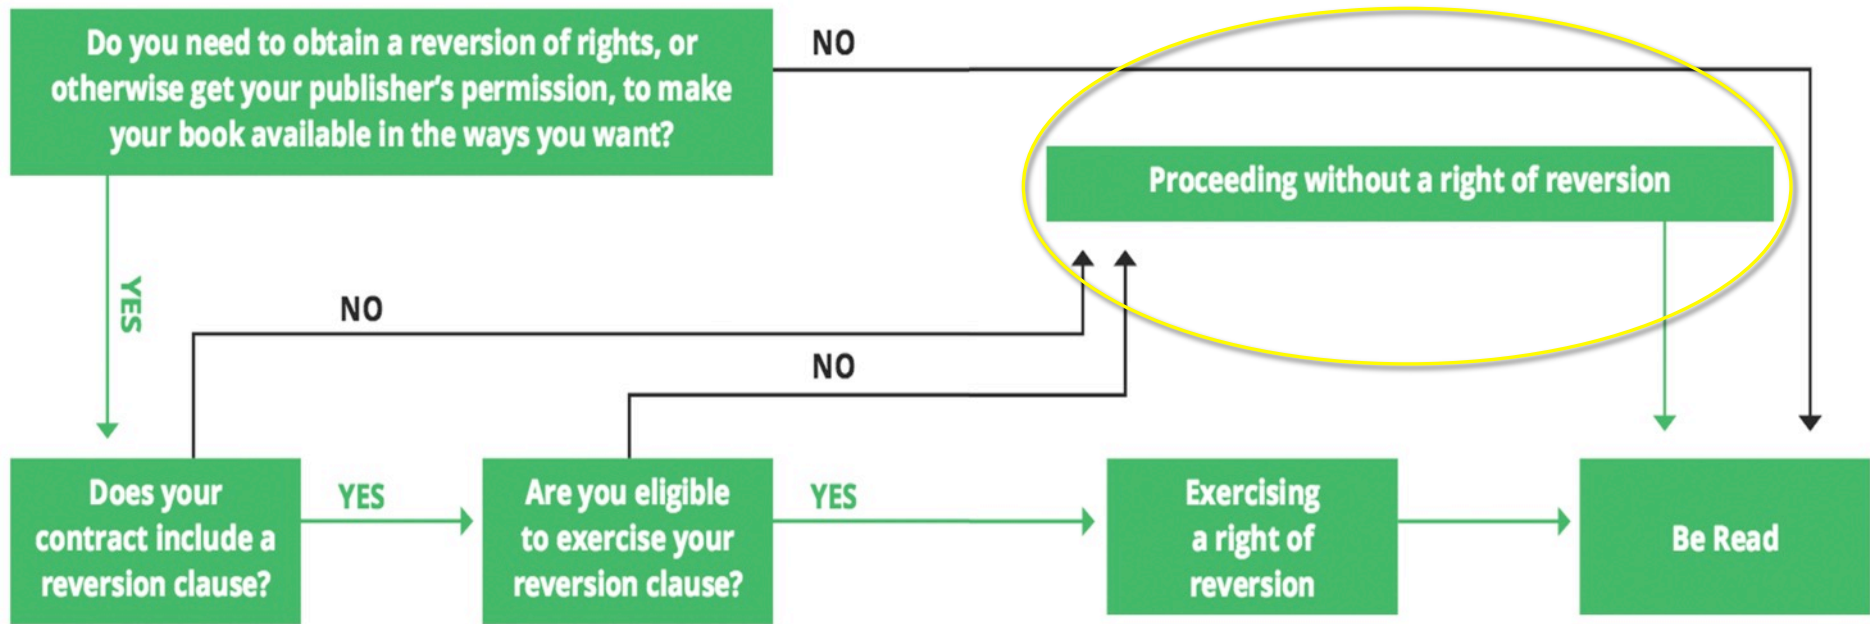 Do you need to obtain a reversion of rights, or
otherwise get your publisher’s permission, to make
your book available in the ways you want?
NO
Proceeding without a right of reversion
YES
NO
NO
Does your
contract include a
reversion clause?
YES
Are you eligible
to exercise your
reversion clause?
YES
Exercising
a right of
reversion
Be Read